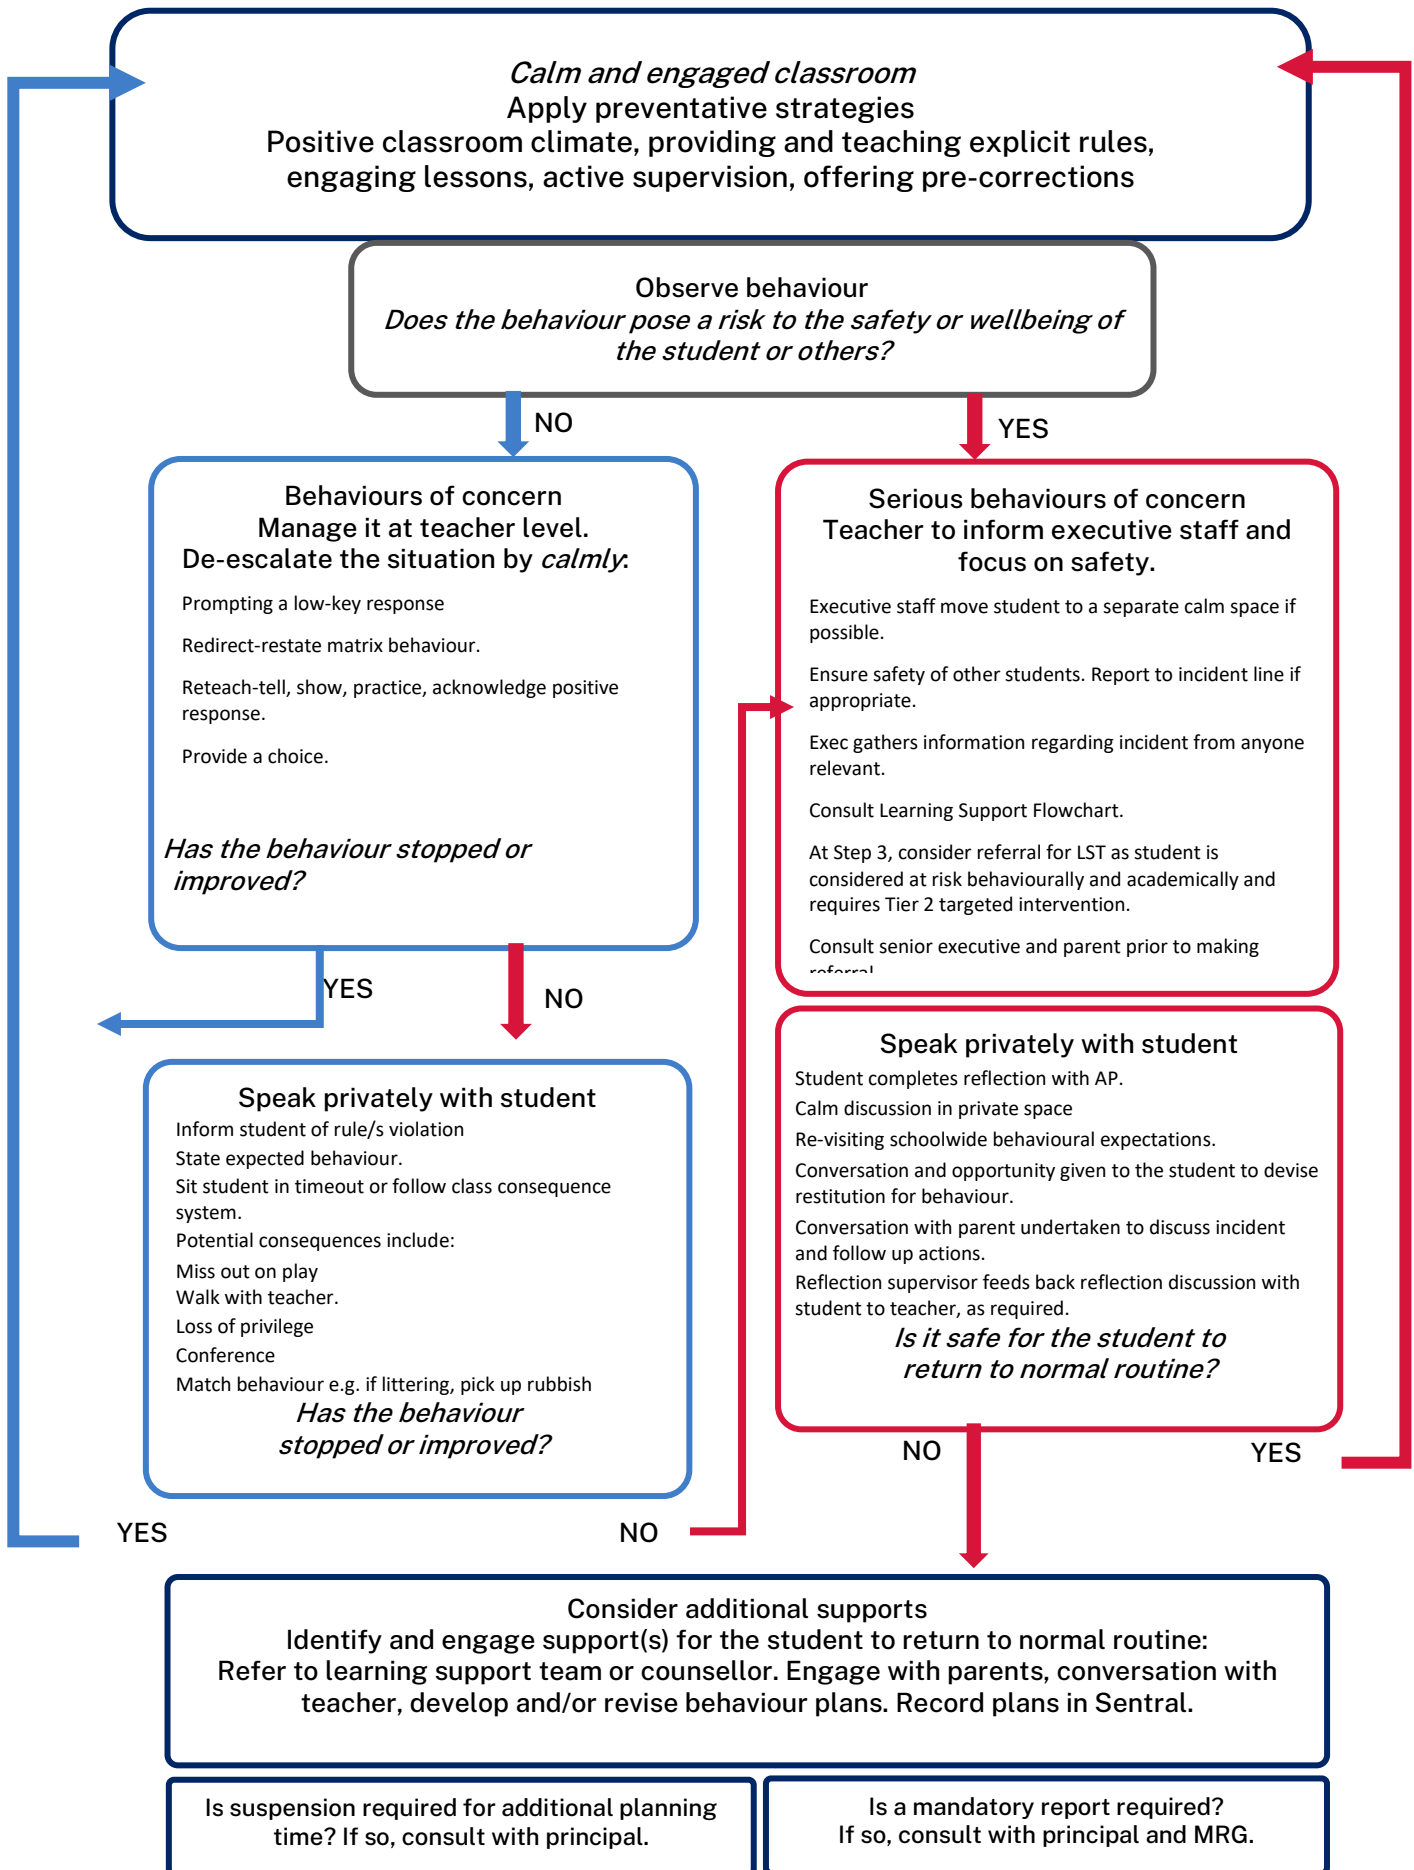 Calm and engaged classroom
Apply preventative strategies
Positive classroom climate, providing and teaching explicit rules,
engaging lessons, active supervision, offering pre-corrections
Observe behaviour
Does the behaviour pose a risk to the safety or wellbeing of
the student or others?
NO
YES
Behaviours of concern
Manage it at teacher level.
De-escalate the situation by calmly:
Prompting a low-key response
Redirect-restate matrix behaviour.
Reteach-tell, show, practice, acknowledge positive
response.
Provide a choice.
Has the behaviour stopped or
improved?
YES
NO
Serious behaviours of concern
Teacher to inform executive staff and
focus on safety.
Executive staff move student to a separate calm space if
possible.
Ensure safety of other students. Report to incident line if
appropriate.
Exec gathers information regarding incident from anyone
relevant.
Consult Learning Support Flowchart.
At Step 3, consider referral for LST as student is
considered at risk behaviourally and academically and
requires Tier 2 targeted intervention.
Consult senior executive and parent prior to making
referral
Speak privately with student
Inform student of rule/s violation
State expected behaviour.
Sit student in timeout or follow class consequence
system.
Potential consequences include:
Miss out on play
Walk with teacher.
Loss of privilege
Conference
Match behaviour e.g. if littering, pick up rubbish
Has the behaviour
stopped or improved?
YES
NO
Speak privately with student
Student completes reflection with AP.
Calm discussion in private space
Re-visiting schoolwide behavioural expectations.
Conversation and opportunity given to the student to devise
restitution for behaviour.
Conversation with parent undertaken to discuss incident
and follow up actions.
Reflection supervisor feeds back reflection discussion with
student to teacher, as required.
Is it safe for the student to
return to normal routine?
NO
YES
Consider additional supports
Identify and engage support(s) for the student to return to normal routine:
Refer to learning support team or counsellor. Engage with parents, conversation with
teacher, develop and/or revise behaviour plans. Record plans in Sentral.
Is suspension required for additional planning
time? If so, consult with principal.
Is a mandatory report required?
If so, consult with principal and MRG.